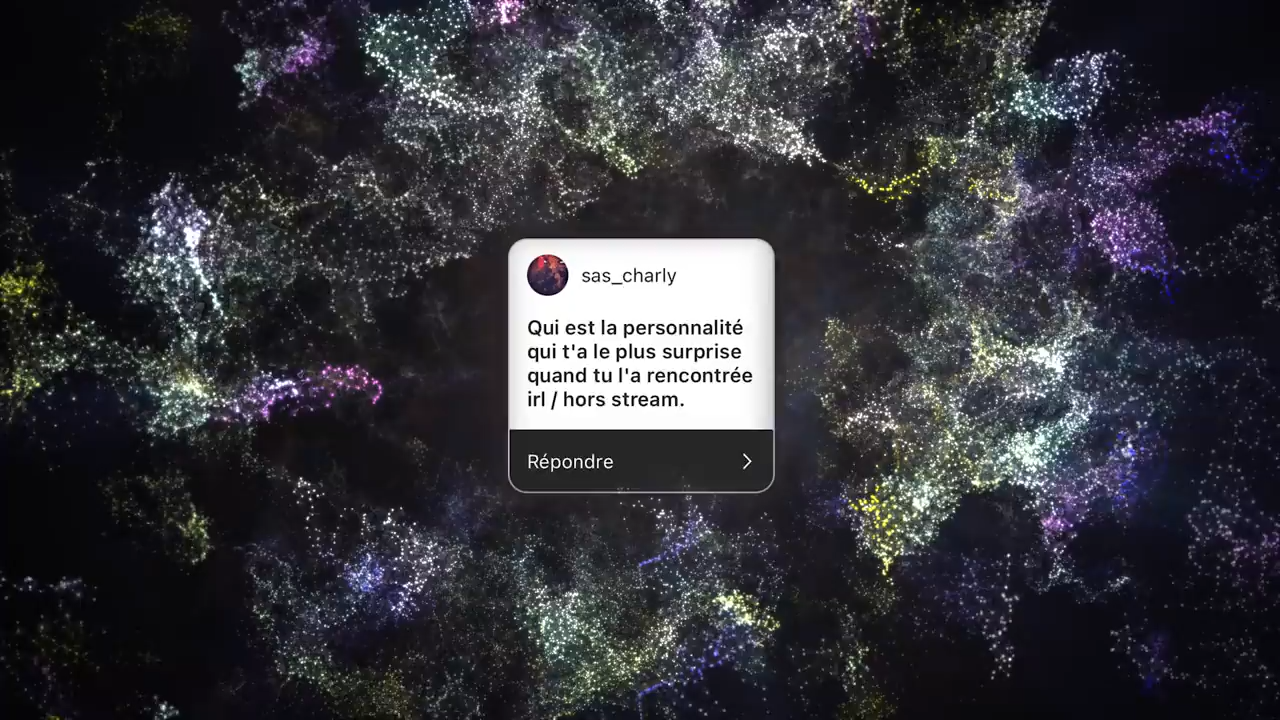 sas_charly
Qui est la personnalité
qui t'a le plus surprise
quand tu l'a rencontrée
irl / hors stream.
Répondre